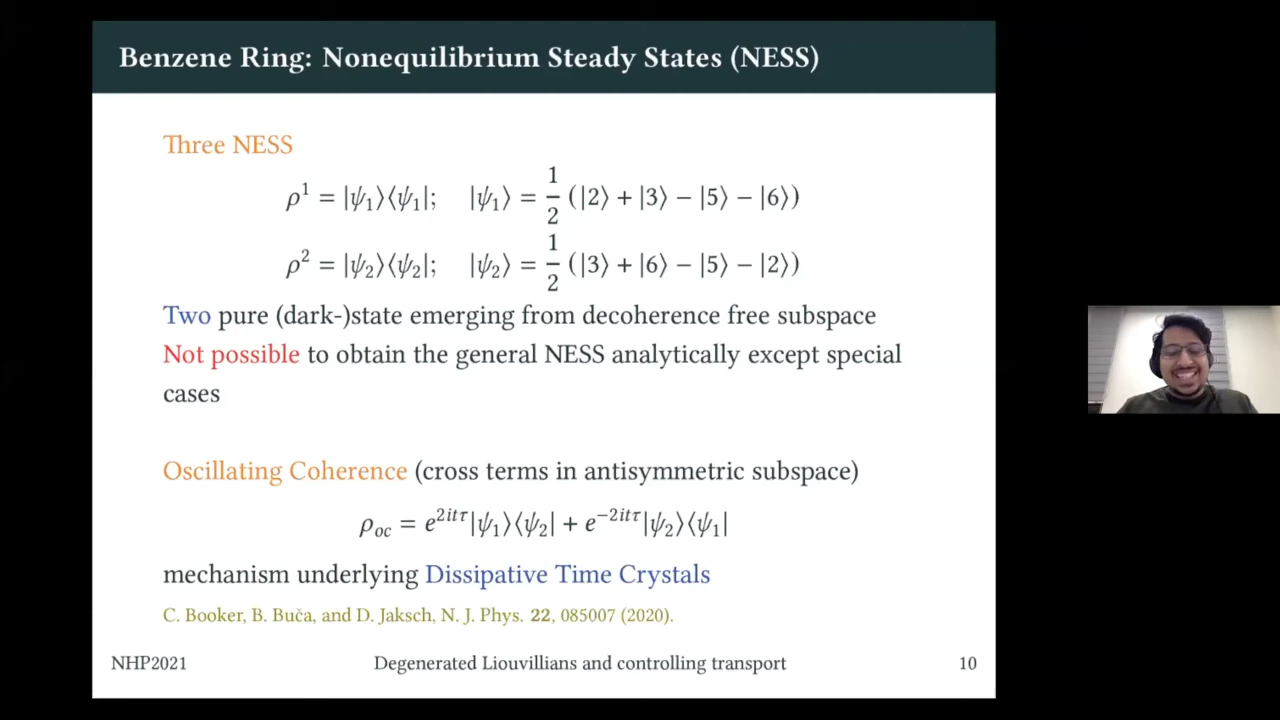 Benzene Ring: Nonequilibrium Steady States (NESS)
Three NESS
ρ¹ = |ψ₁⟩⟨ψ₁|; |ψ₁⟩ = 1/2 (|2⟩ + |3⟩ − |5⟩ − |6⟩)
ρ² = |ψ₂⟩⟨ψ₂|; |ψ₂⟩ = 1/2 (|3⟩ + |6⟩ − |5⟩ − |2⟩)
Two pure (dark-)state emerging from decoherence free subspace
Not possible to obtain the general NESS analytically except special
cases
Oscillating Coherence (cross terms in antisymmetric subspace)
ρ_oc = e^{2itτ}|ψ₁⟩⟨ψ₂| + e^{−2itτ}|ψ₂⟩⟨ψ₁|
mechanism underlying Dissipative Time Crystals
C. Booker, B. Buča, and D. Jaksch, N. J. Phys. 22, 085007 (2020).
NHP2021 Degenerated Liouvillians and controlling transport 10